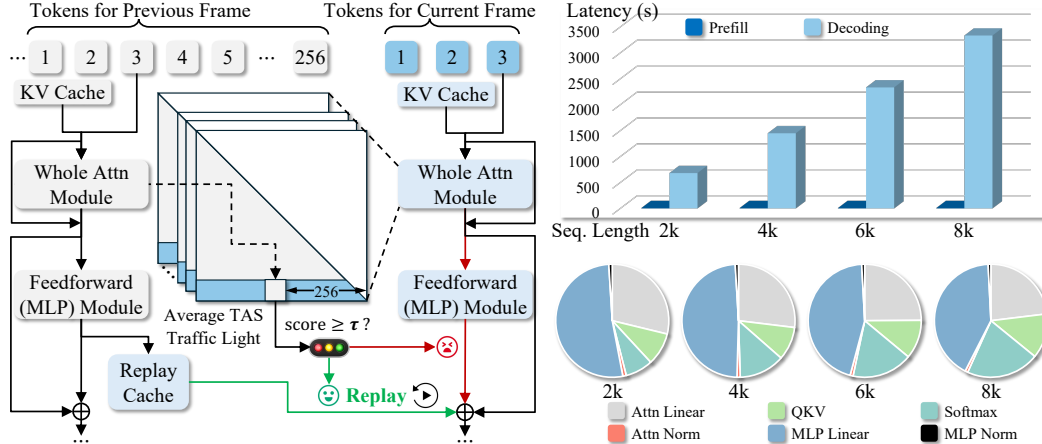 Tokens for Previous Frame
... 1 2 3 4 5 ... 256
KV Cache
Whole Attn
Module
Feedforward
(MLP) Module
Replay
Cache
...
Tokens for Current Frame
1 2 3
KV Cache
Whole Attn
Module
Feedforward
(MLP) Module
...
256
...
Average TAS
Traffic Light
score ≥ τ ?
Replay
Latency (s)
Prefill Decoding
3500
3000
2500
2000
1500
1000
500
0
Seq. Length 2k 4k 6k 8k
2k 4k 6k 8k
Attn Linear QKV Softmax
Attn Norm MLP Linear MLP Norm